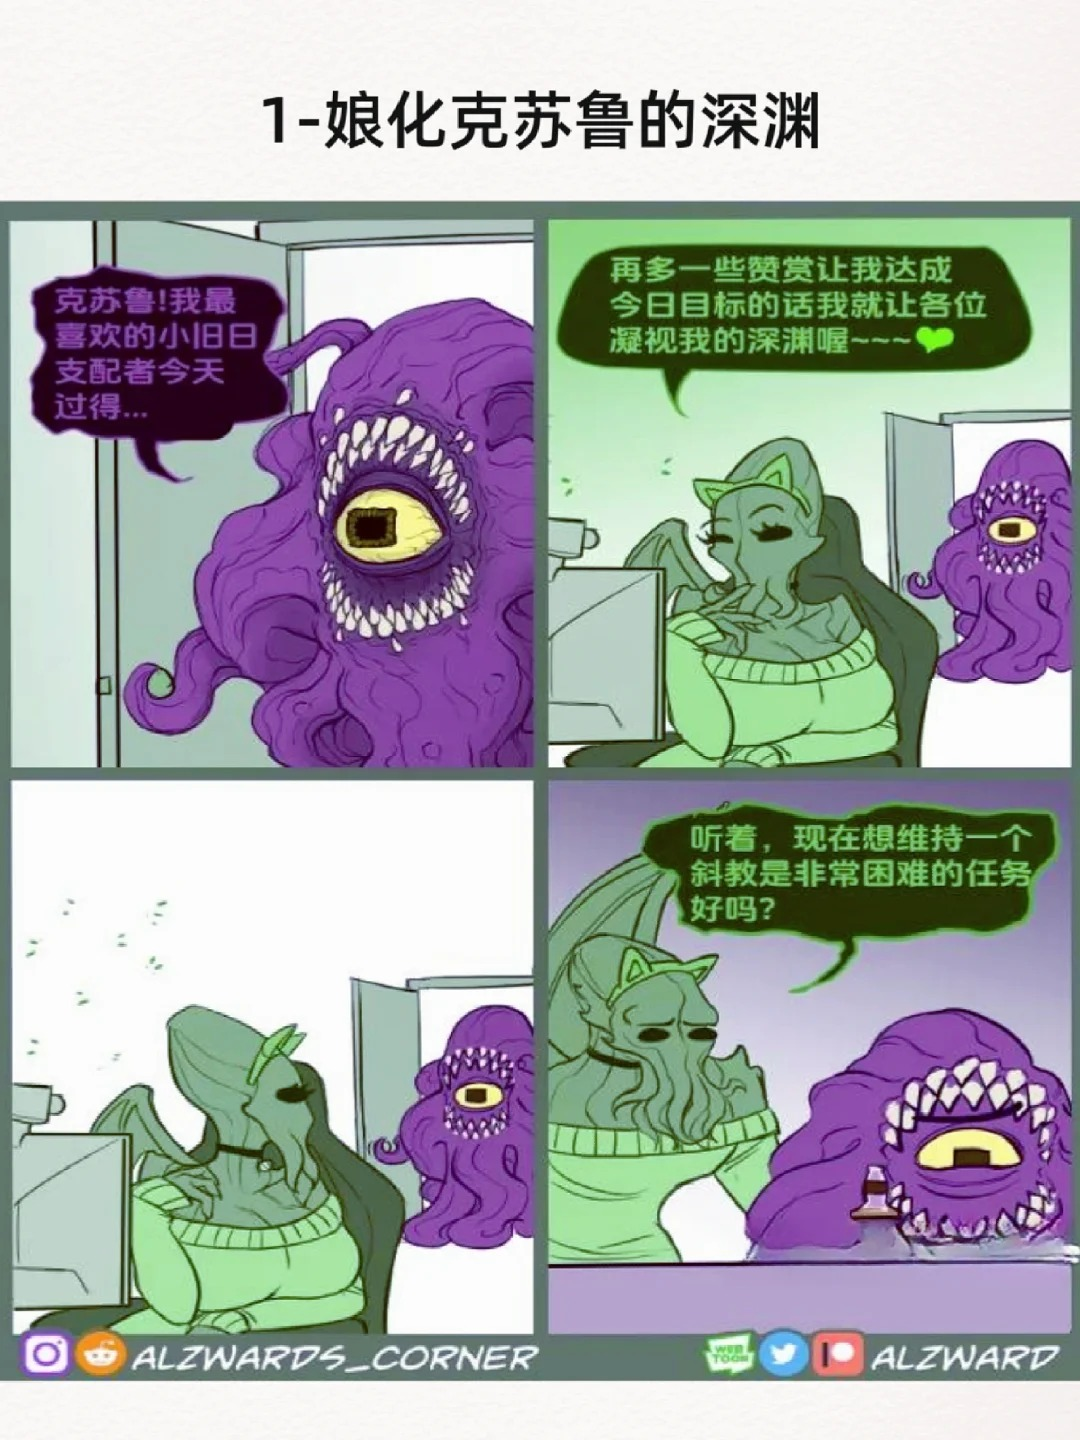 1-娘化克苏鲁的深渊
克苏鲁!我最
喜欢的小旧日
支配者今天
过得...
再多一些赞赏让我达成
今日目标的话我就让各位
凝视我的深渊喔~~~
听着，现在想维持一个
斜教是非常困难的任务
好吗?
ALZWARDS_CORNER
WEB
TOON
ALZWARD